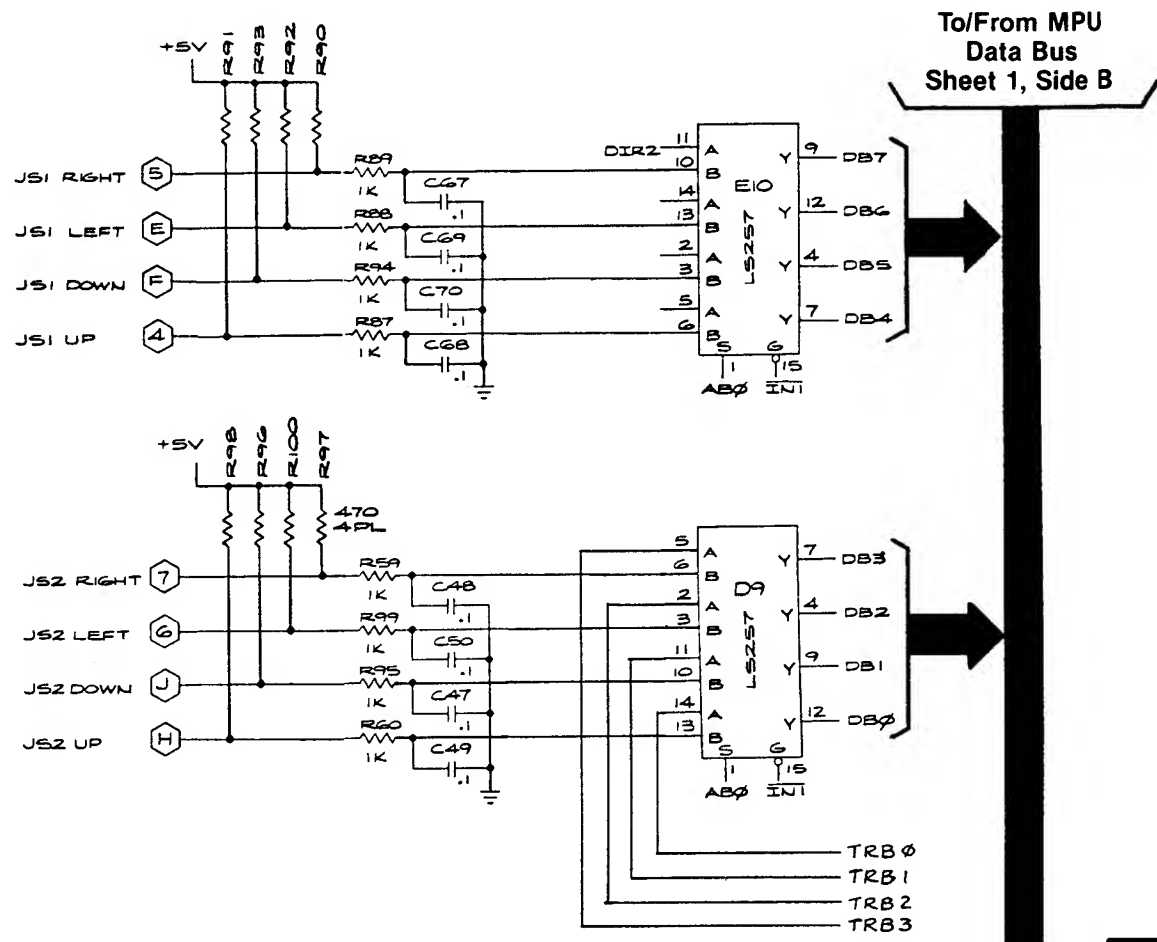 To/From MPU
Data Bus
Sheet 1, Side B
+5V
R91
R93
R92
R90
JS1 RIGHT 5
R89
1K
C67
.1
JS1 LEFT E
R88
1K
C69
.1
JS1 DOWN F
R94
1K
C70
.1
JS1 UP 4
R87
1K
C68
.1
DIR2 11 A
10 B
14 A
13 B
2 A
3 B
5 A
6 B
E10
LS257
Y 9 DB7
Y 12 DB6
Y 4 DB5
Y 7 DB4
S G
1 15
ABØ IN1
+5V
R98
R96
R100
R97
470
4PL
JS2 RIGHT 7
R59
1K
C48
.1
JS2 LEFT 6
R99
1K
C50
.1
JS2 DOWN J
R95
1K
C47
.1
JS2 UP H
R60
1K
C49
.1
5 A
6 B
2 A
3 B
11 A
10 B
14 A
13 B
D9
LS257
Y 7 DB3
Y 4 DB2
Y 9 DB1
Y 12 DBØ
S G
1 15
ABØ IN1
TRBØ
TRB1
TRB2
TRB3